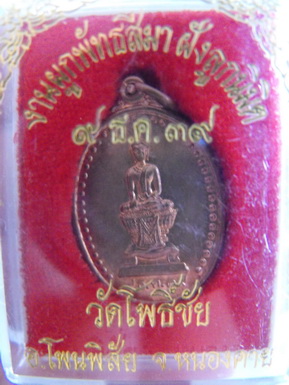 งานผูกพัทธสีมา ฝังลูกนิมิต
๙ ธ.ค. ๓๙
วัดโพธิ์ชัย
อ.โพนพิสัย จ.หนองคาย